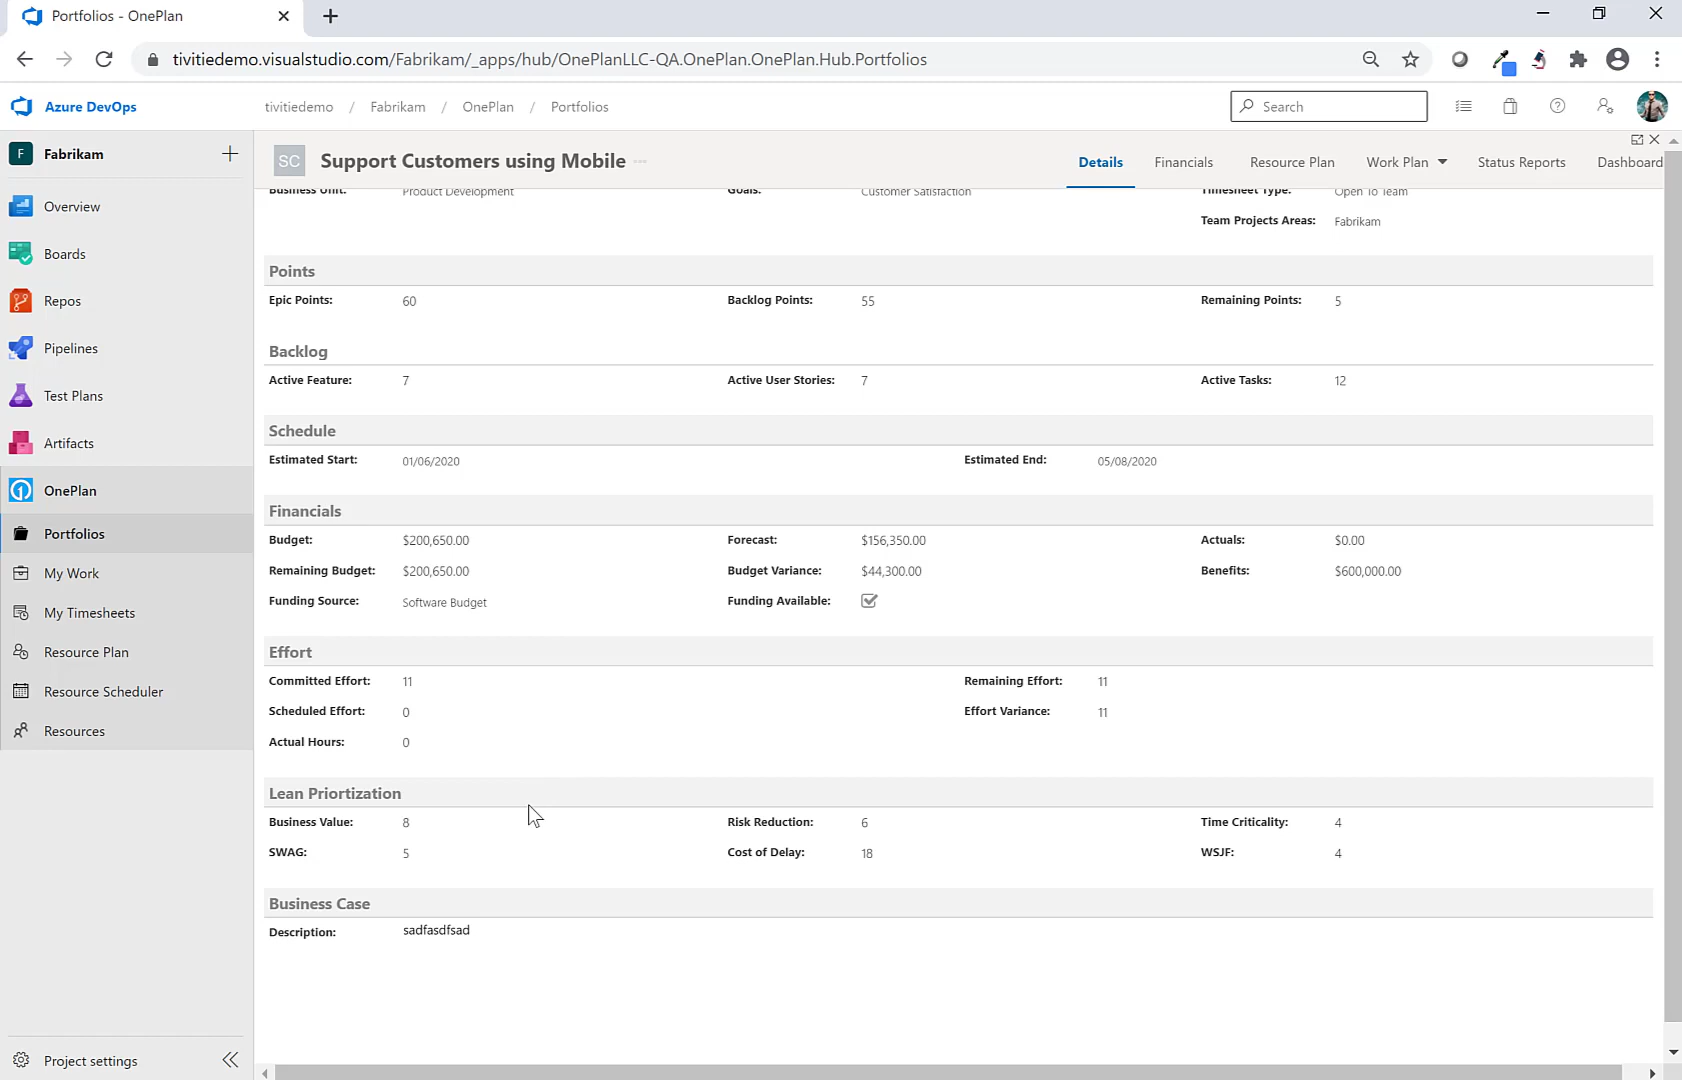 Portfolios - OnePlan
tivitiedemo.visualstudio.com/Fabrikam/_apps/hub/OnePlanLLC-QA.OnePlan.OnePlan.Hub.Portfolios
Azure DevOps
tivitiedemo / Fabrikam / OnePlan / Portfolios
Search
F Fabrikam
Overview
Boards
Repos
Pipelines
Test Plans
Artifacts
OnePlan
Portfolios
My Work
My Timesheets
Resource Plan
Resource Scheduler
Resources
Project settings
SC Support Customers using Mobile
Details Financials Resource Plan Work Plan Status Reports Dashboard
Business Unit: Product Development Goals: Customer Satisfaction Timesheet Type: Open To Team
Team Projects Areas: Fabrikam
Points
Epic Points: 60 Backlog Points: 55 Remaining Points: 5
Backlog
Active Feature: 7 Active User Stories: 7 Active Tasks: 12
Schedule
Estimated Start: 01/06/2020 Estimated End: 05/08/2020
Financials
Budget: $200,650.00 Forecast: $156,350.00 Actuals: $0.00
Remaining Budget: $200,650.00 Budget Variance: $44,300.00 Benefits: $600,000.00
Funding Source: Software Budget Funding Available:
Effort
Committed Effort: 11 Remaining Effort: 11
Scheduled Effort: 0 Effort Variance: 11
Actual Hours: 0
Lean Priortization
Business Value: 8 Risk Reduction: 6 Time Criticality: 4
SWAG: 5 Cost of Delay: 18 WSJF: 4
Business Case
Description: sadfasdfsad